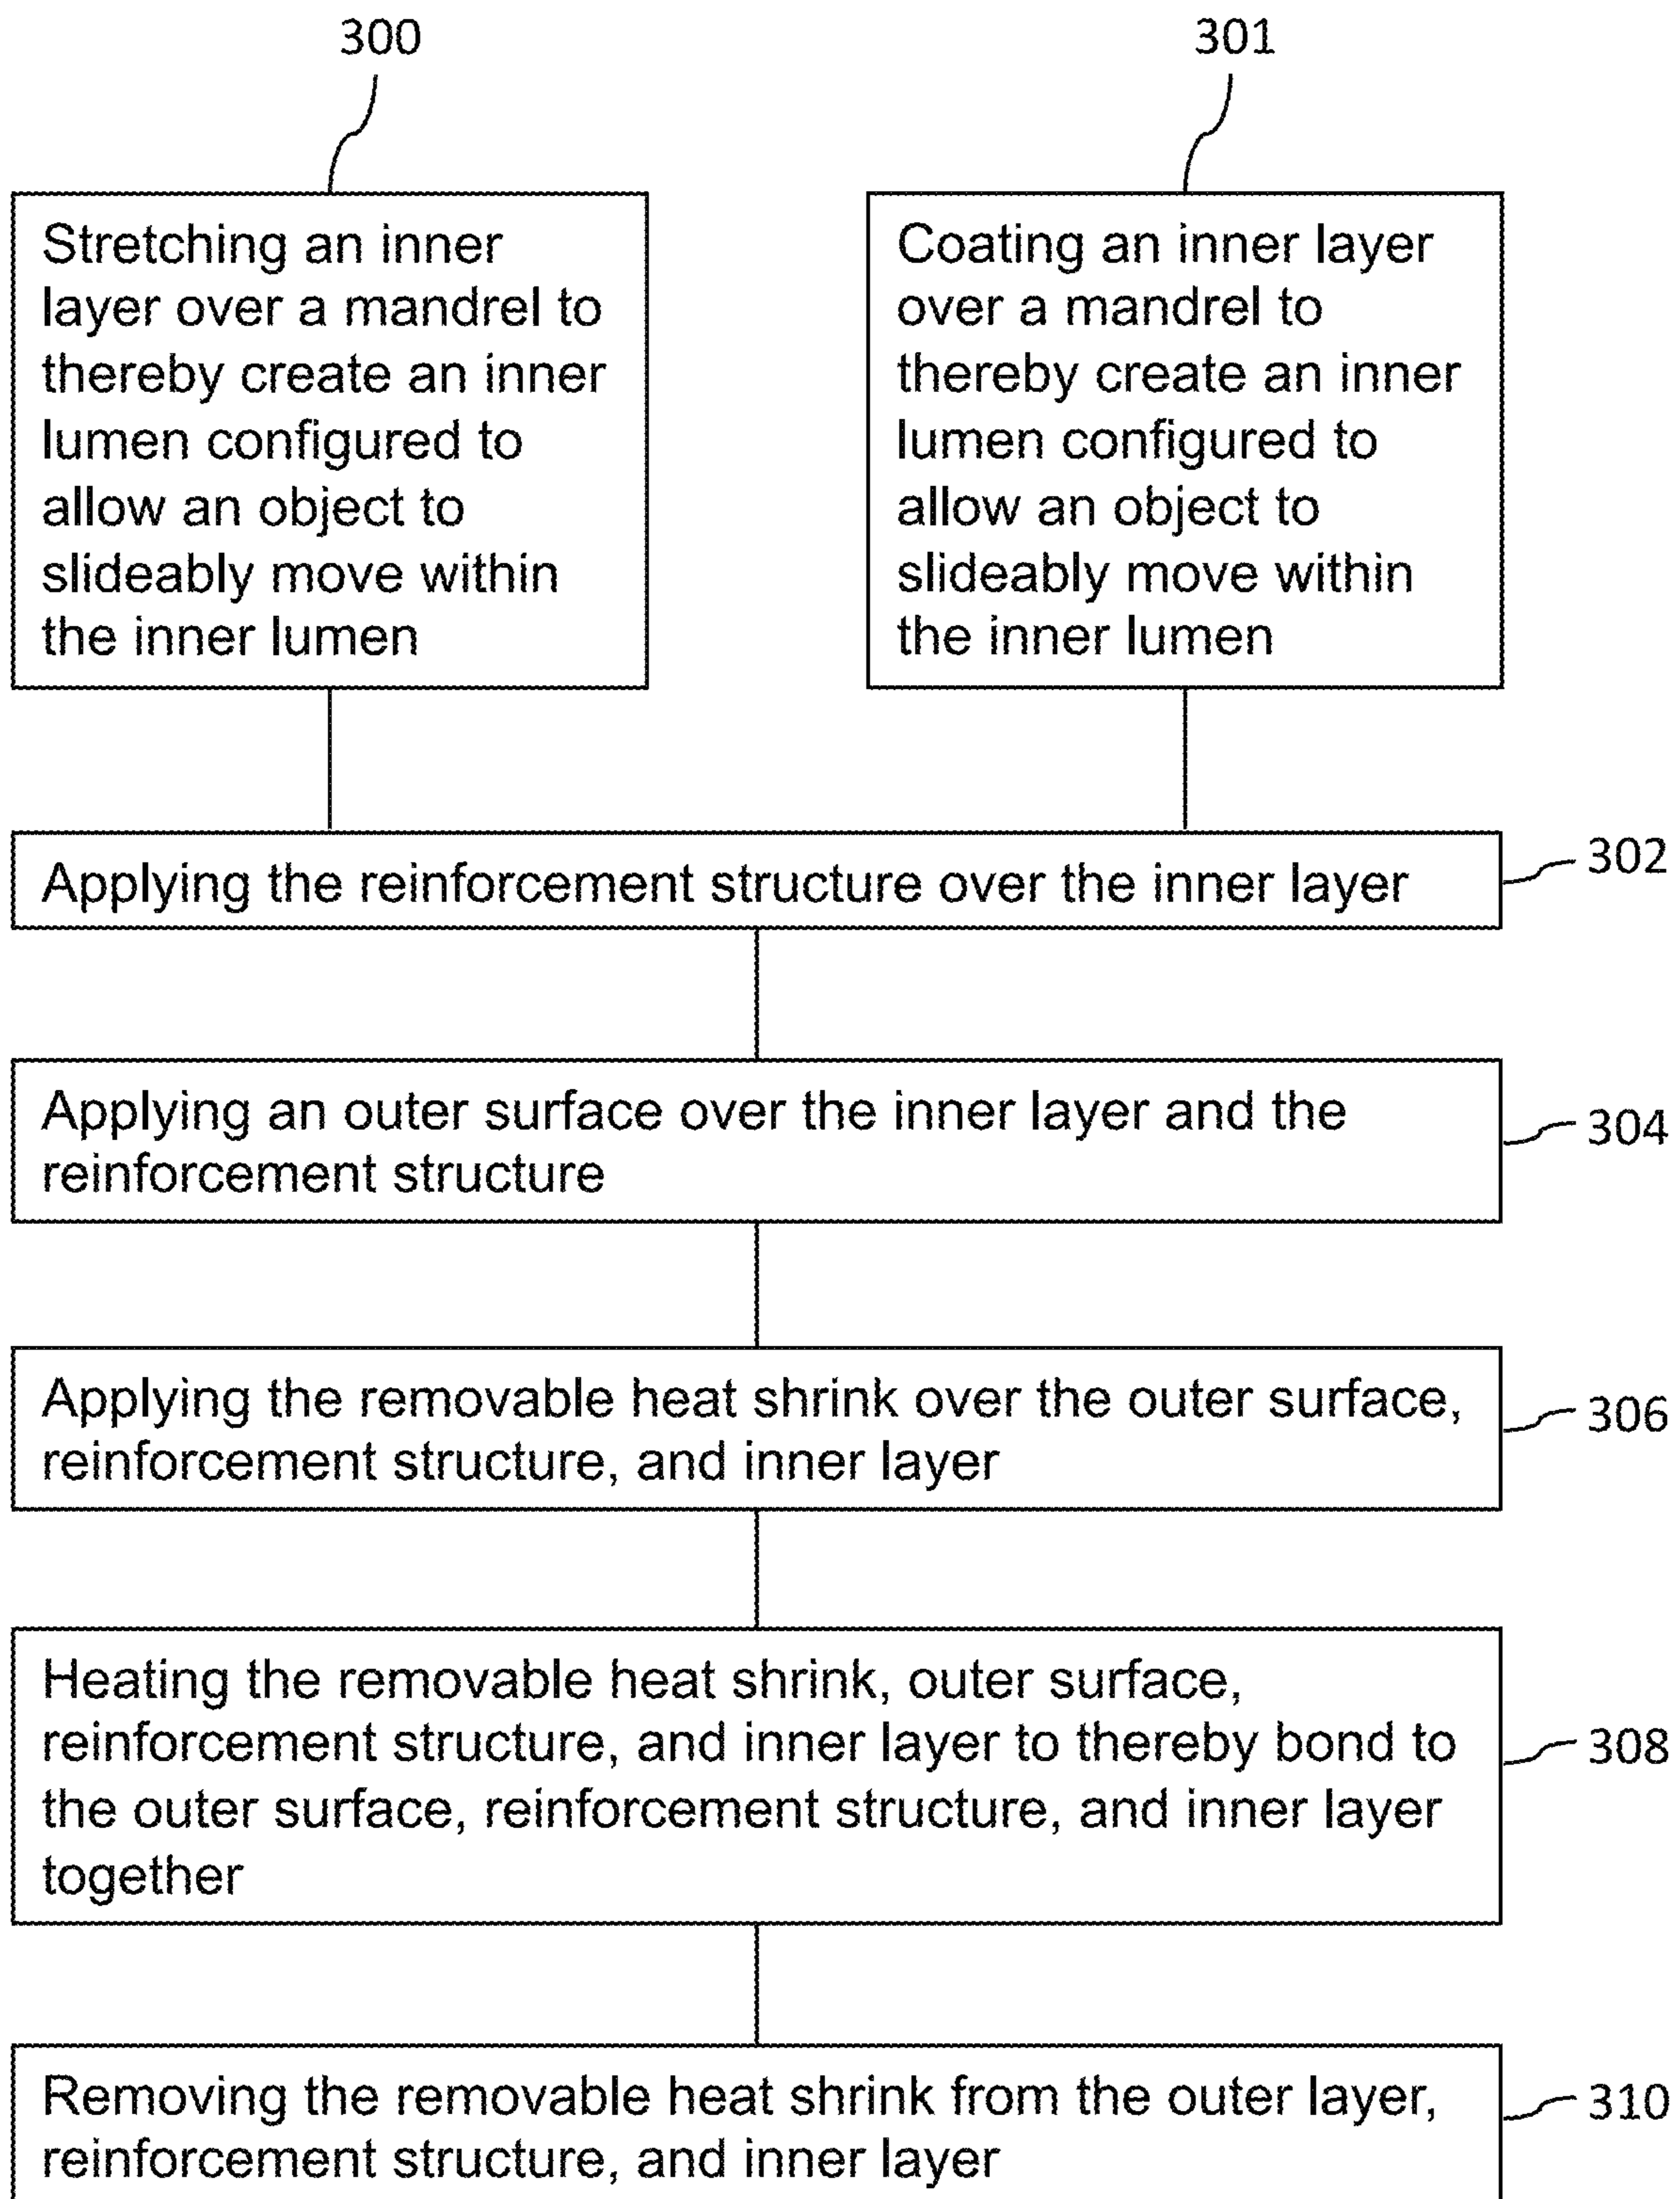 300
Stretching an inner
layer over a mandrel to
thereby create an inner
lumen configured to
allow an object to
slideably move within
the inner lumen
301
Coating an inner layer
over a mandrel to
thereby create an inner
lumen configured to
allow an object to
slideably move within
the inner lumen
Applying the reinforcement structure over the inner layer
302
Applying an outer surface over the inner layer and the
reinforcement structure
304
Applying the removable heat shrink over the outer surface,
reinforcement structure, and inner layer
306
Heating the removable heat shrink, outer surface,
reinforcement structure, and inner layer to thereby bond to
the outer surface, reinforcement structure, and inner layer
together
308
Removing the removable heat shrink from the outer layer,
reinforcement structure, and inner layer
310